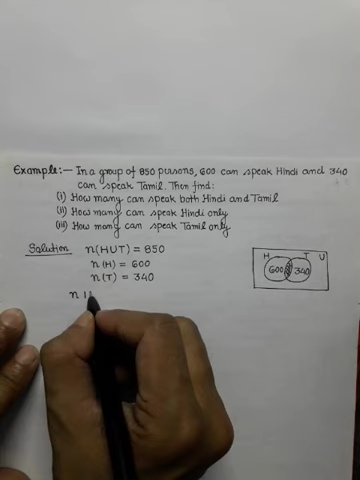 Example:— In a group of 850 persons, 600 can speak Hindi and 340
can speak Tamil. Then find:
(i) How many can speak both Hindi and Tamil
(ii) How many can speak Hindi only
(iii) How many can speak Tamil only
Solution n(HUT) = 850
n(H) = 600
n(T) = 340
n
H T U
600 340